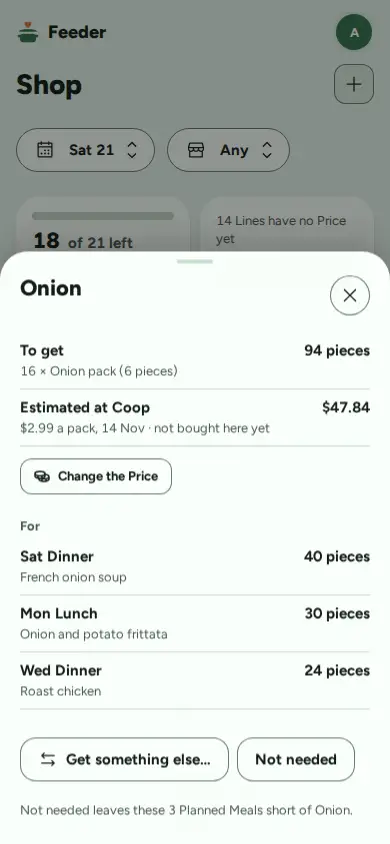 Feeder
A
Shop
Sat 21
Any
18 of 21 left
14 Lines have no Price
yet
Onion
To get
94 pieces
16 × Onion pack (6 pieces)
Estimated at Coop
$47.84
$2.99 a pack, 14 Nov · not bought here yet
Change the Price
For
Sat Dinner
40 pieces
French onion soup
Mon Lunch
30 pieces
Onion and potato frittata
Wed Dinner
24 pieces
Roast chicken
Get something else...
Not needed
Not needed leaves these 3 Planned Meals short of Onion.